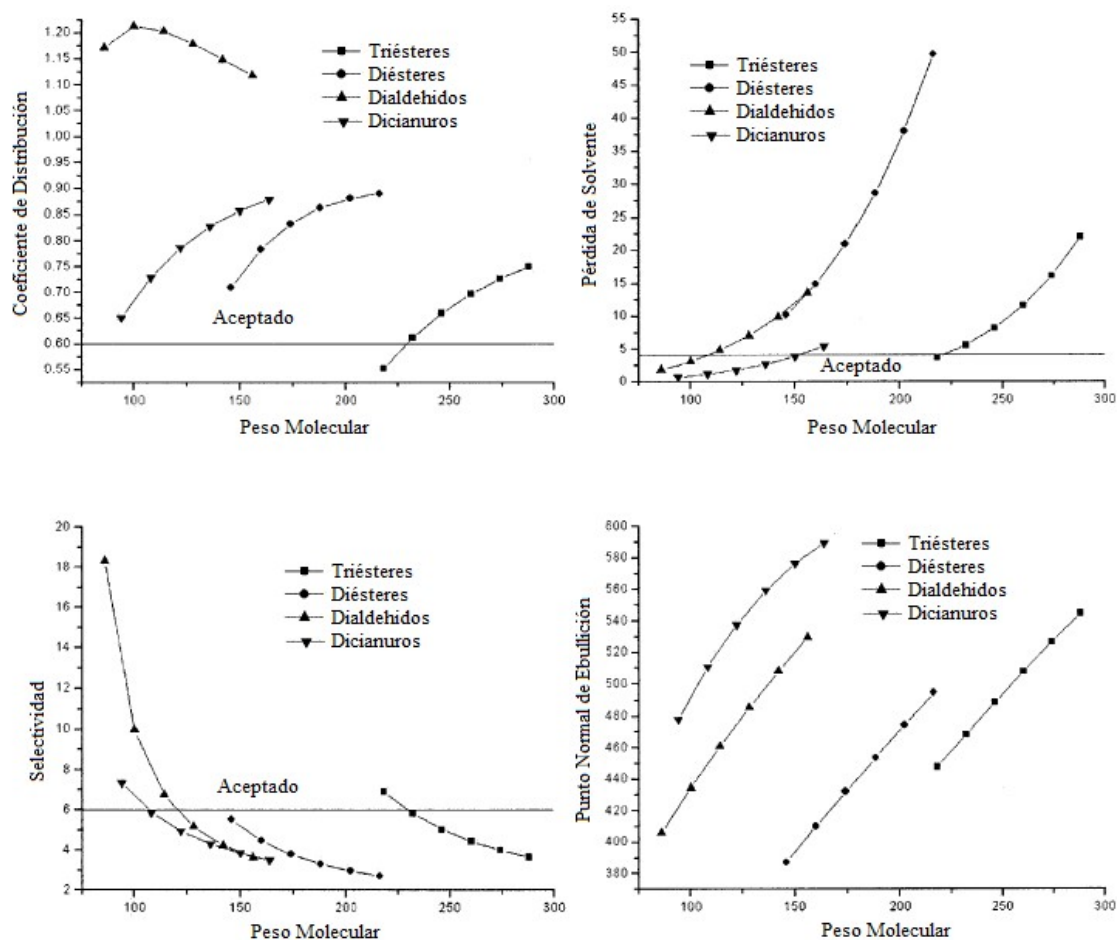 Coeficiente de Distribución
1.20
1.15
1.10
1.05
1.00
0.95
0.90
0.85
0.80
0.75
0.70
0.65
0.60
0.55
Triésteres
Diésteres
Dialdehidos
Dicianuros
Aceptado
100 150 200 250 300
Peso Molecular
Pérdida de Solvente
55
50
45
40
35
30
25
20
15
10
5
0
Triésteres
Diésteres
Dialdehidos
Dicianuros
Aceptado
100 150 200 250 300
Peso Molecular
Selectividad
20
18
16
14
12
10
8
6
4
2
Triésteres
Diésteres
Dialdehidos
Dicianuros
Aceptado
100 150 200 250 300
Peso Molecular
Punto Normal de Ebullición
600
580
560
540
520
500
480
460
440
420
400
380
Triésteres
Diésteres
Dialdehidos
Dicianuros
100 150 200 250 300
Peso Molecular